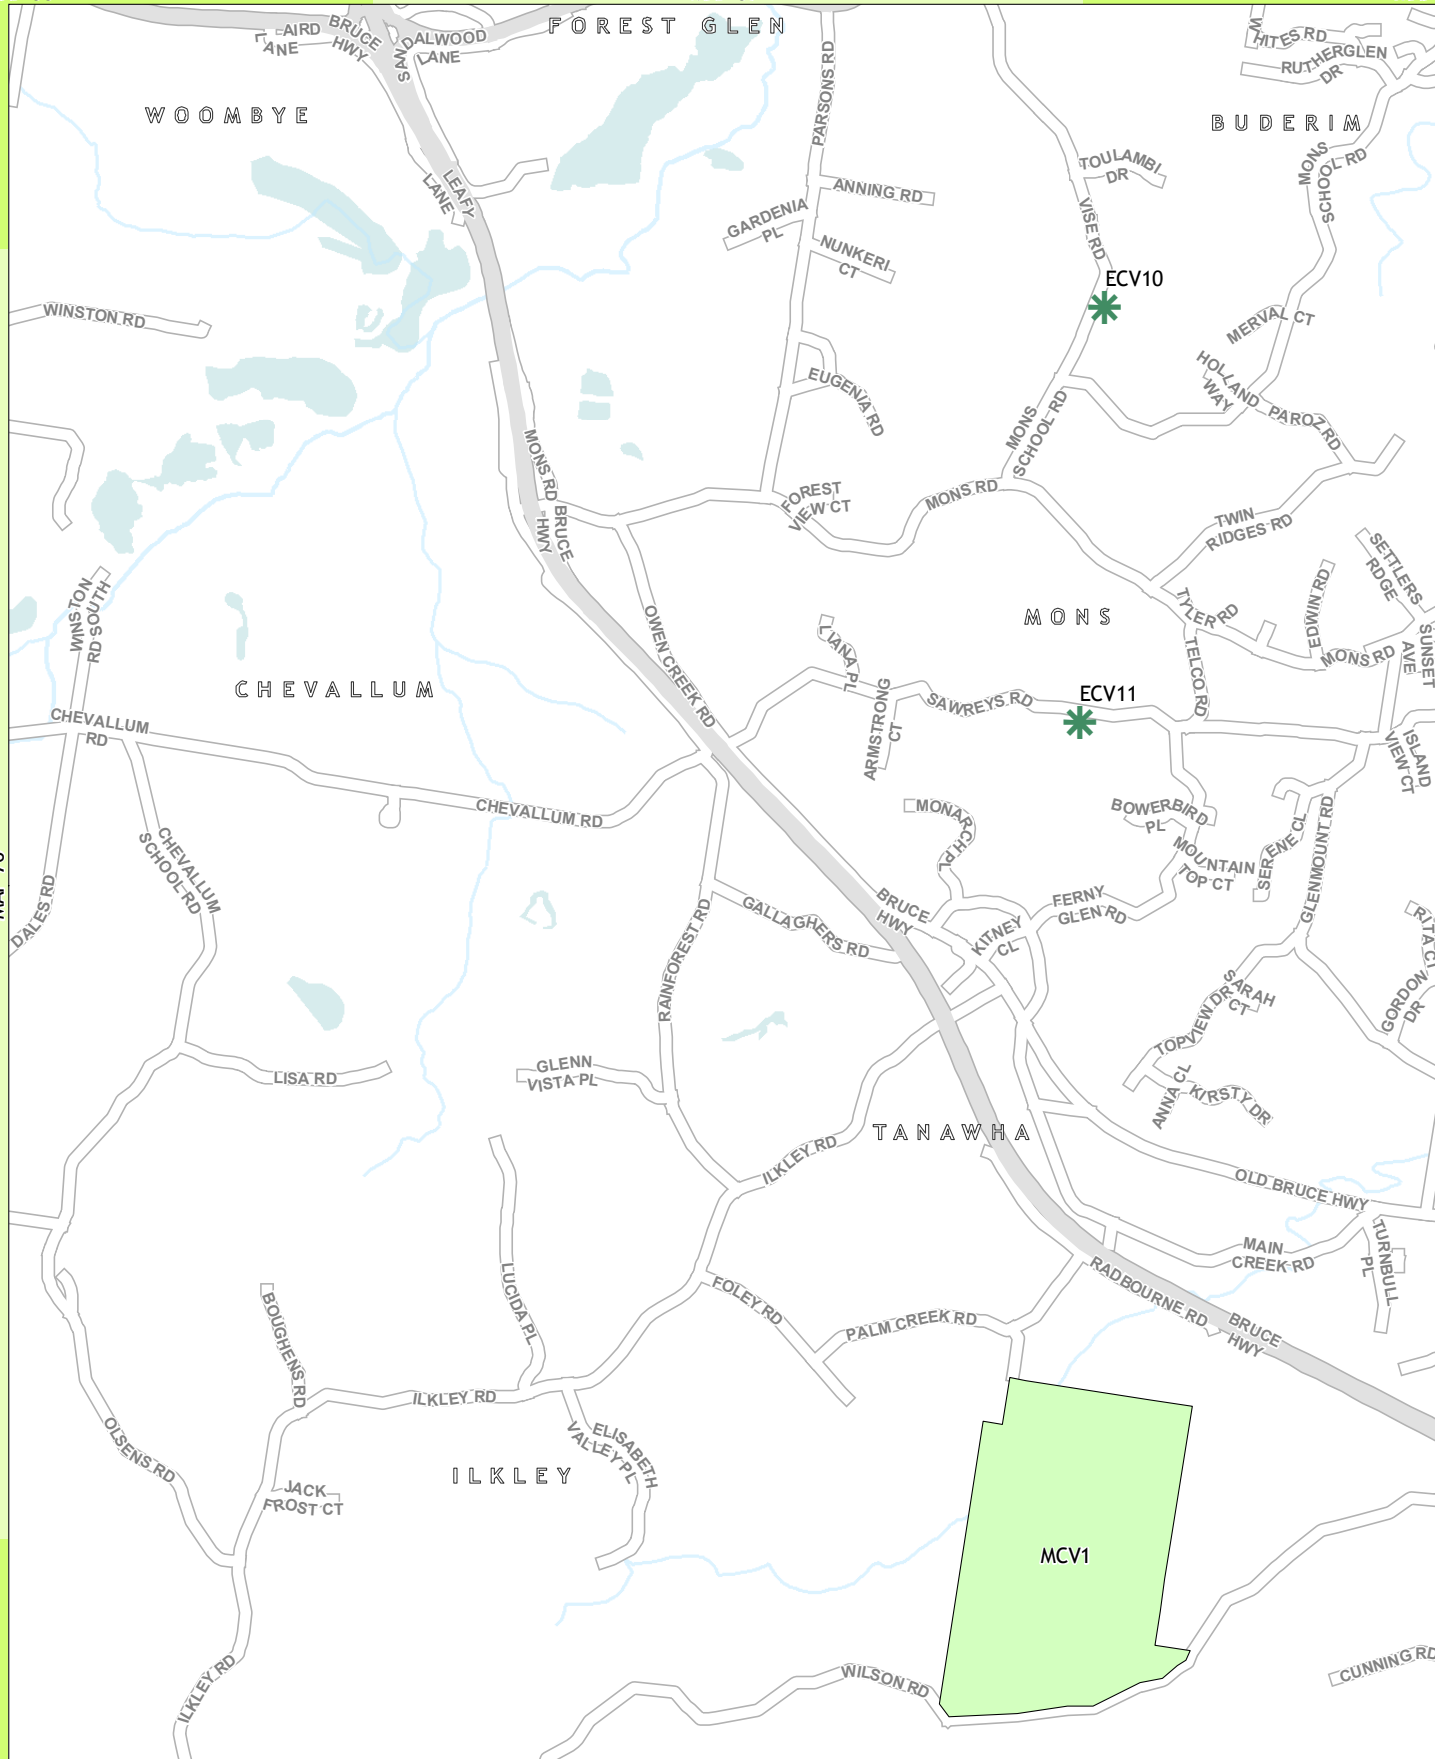 FOREST GLEN
AIRD
LANE
BRUCE
HWY
SANDALWOOD
LANE
WHITES RD
RUTHERGLEN
DR
WOOMBYE
PARSONS RD
BUDERIM
TOULAMBI
DR
MONS
SCHOOL RD
LEAFY
LANE
ANNING RD
GARDENIA
PL
NUNKERI
CT
VISE RD
ECV10
WINSTON RD
MERVAL CT
HOLLAND
WAY
PAROZ RD
EUGENIA RD
MONS
SCHOOL RD
MONS RD
BRUCE
HWY
FOREST
VIEW CT
MONS RD
TWIN
RIDGES RD
SETTLERS
RDGE
WINSTON
RD SOUTH
OWEN CREEK RD
MONS
TYLER RD
EDWIN RD
SUNSET
AVE
MONS RD
LIANA PL
TELCO RD
CHEVALLUM
ARMSTRONG
CT
SAWREYS RD
ECV11
CHEVALLUM
RD
ISLAND
VIEW CT
CHEVALLUM RD
MONARCH PL
BOWERBIRD
PL
CHEVALLUM
SCHOOL RD
MOUNTAIN
TOP CT
SERENE CL
GLENMOUNT RD
DALES RD
BRUCE
HWY
FERNY
GLEN RD
GALLAGHERS RD
KITNEY
CL
RITA CT
RAINFOREST RD
GORDON
DR
SARAH
CT
TOPVIEW DR
LISA RD
GLENN
VISTA PL
ANNA CL
KIRSTY DR
TANAWHA
ILKLEY RD
OLD BRUCE HWY
MAIN
CREEK RD
TURNBULL
PL
LUCIDA PL
BOUGHENS RD
FOLEY RD
RADBOURNE RD
PALM CREEK RD
BRUCE
HWY
ILKLEY RD
OLSENS RD
ELISABETH
VALLEY PL
ILKLEY
JACK
FROST CT
MCV1
ILKLEY RD
WILSON RD
CUNNING RD